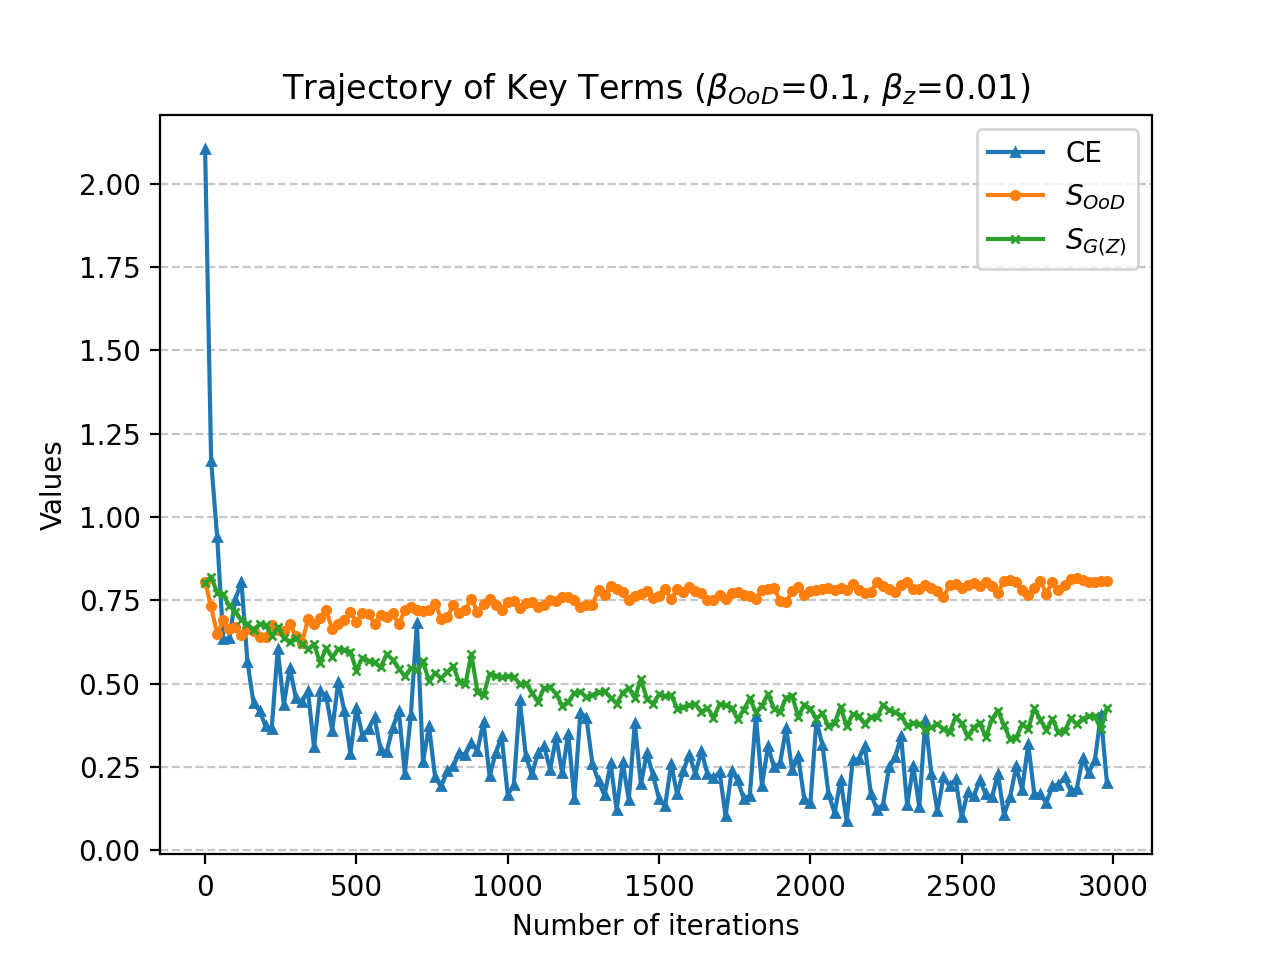 Trajectory of Key Terms (β_OoD=0.1, β_z=0.01)
CE
S_OoD
S_G(Z)
2.00
1.75
1.50
1.25
1.00
0.75
0.50
0.25
0.00
Values
0 500 1000 1500 2000 2500 3000
Number of iterations